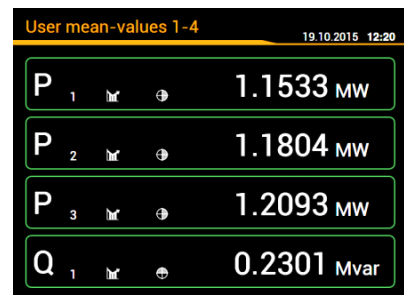 User mean-values 1-4
19.10.2015 12:20
P 1 1.1533 MW
P 2 1.1804 MW
P 3 1.2093 MW
Q 1 0.2301 Mvar